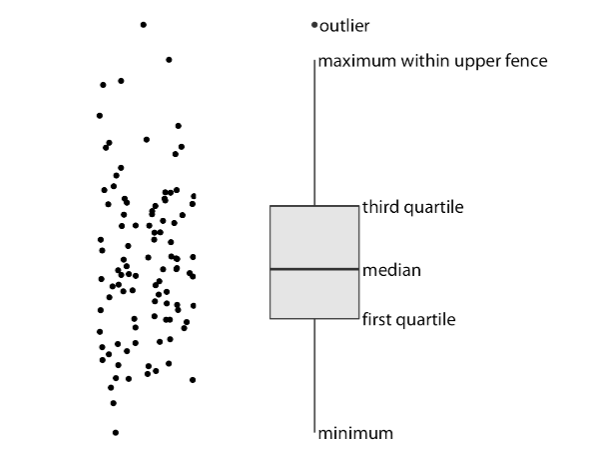 outlier
maximum within upper fence
third quartile
median
first quartile
minimum